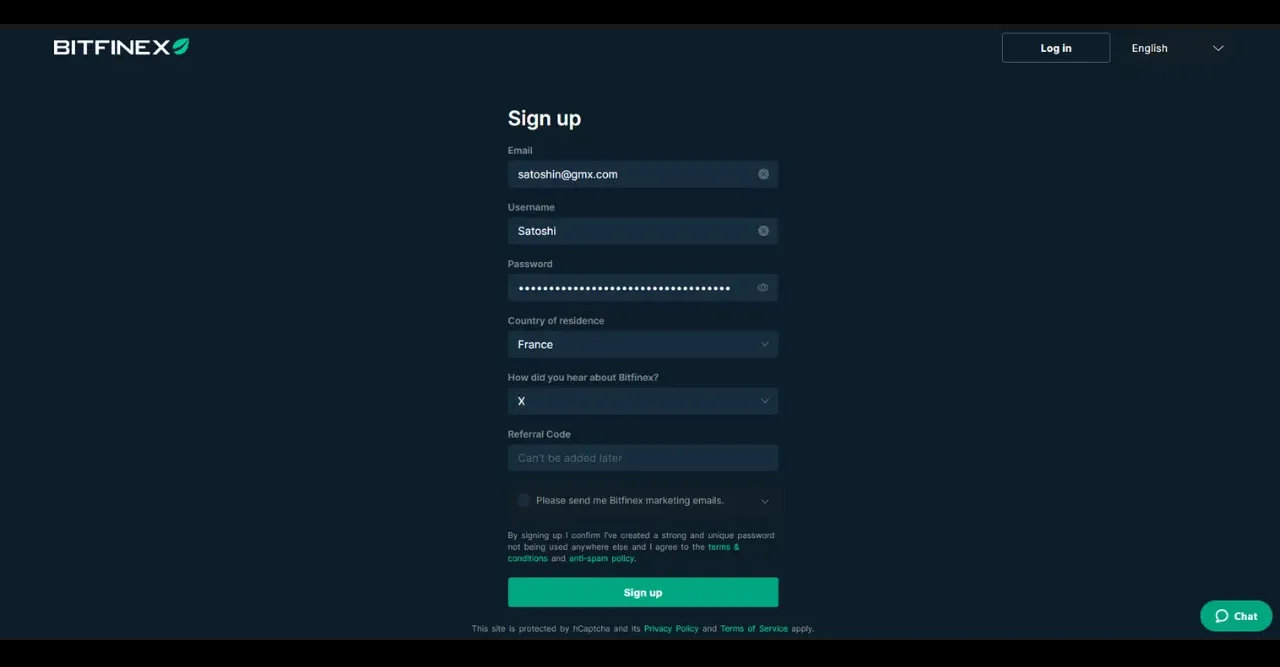 BITFINEX
Log in
English
Sign up
Email
satoshin@gmx.com
Username
Satoshi
Password
Country of residence
France
How did you hear about Bitfinex?
X
Referral Code
Can't be added later
Please send me Bitfinex marketing emails.
By signing up I confirm I've created a strong and unique password
not being used anywhere else and I agree to the terms &
conditions and anti-spam policy.
Sign up
Chat
This site is protected by hCaptcha and its Privacy Policy and Terms of Service apply.